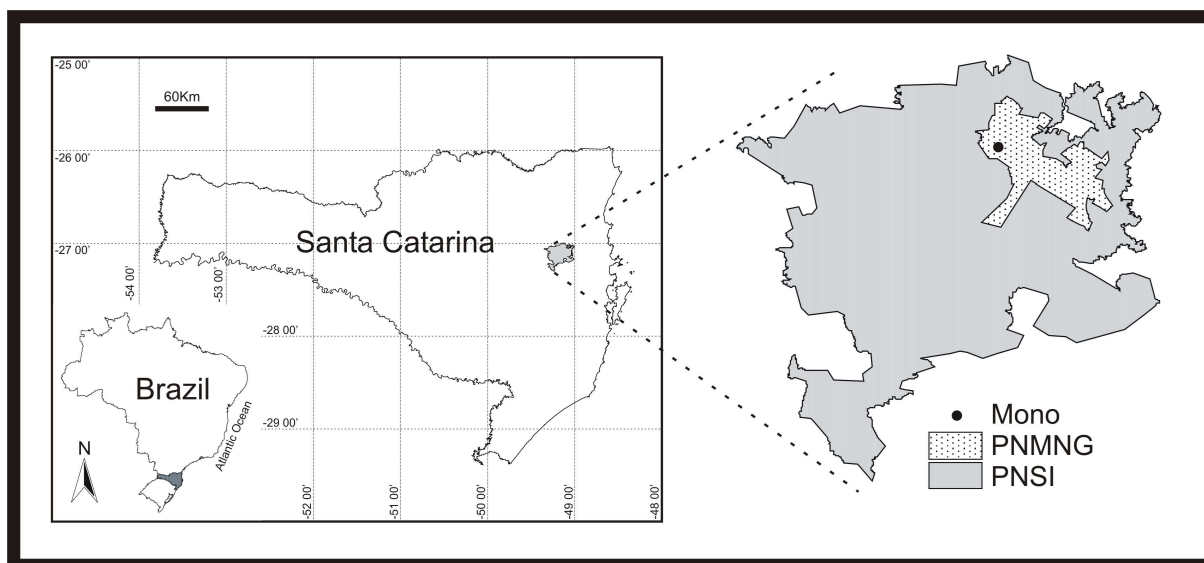 -25 00'
60Km
-26 00'
Santa Catarina
-27 00'
-54 00'
-53 00'
-28 00'
Brazil
Atlantic Ocean
-29 00'
N
-52 00'
-51 00'
-50 00'
-49 00'
-48 00'
Mono
PNMNG
PNSI